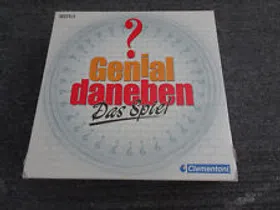 ?
Genial
daneben
Das Spiel
Clementoni